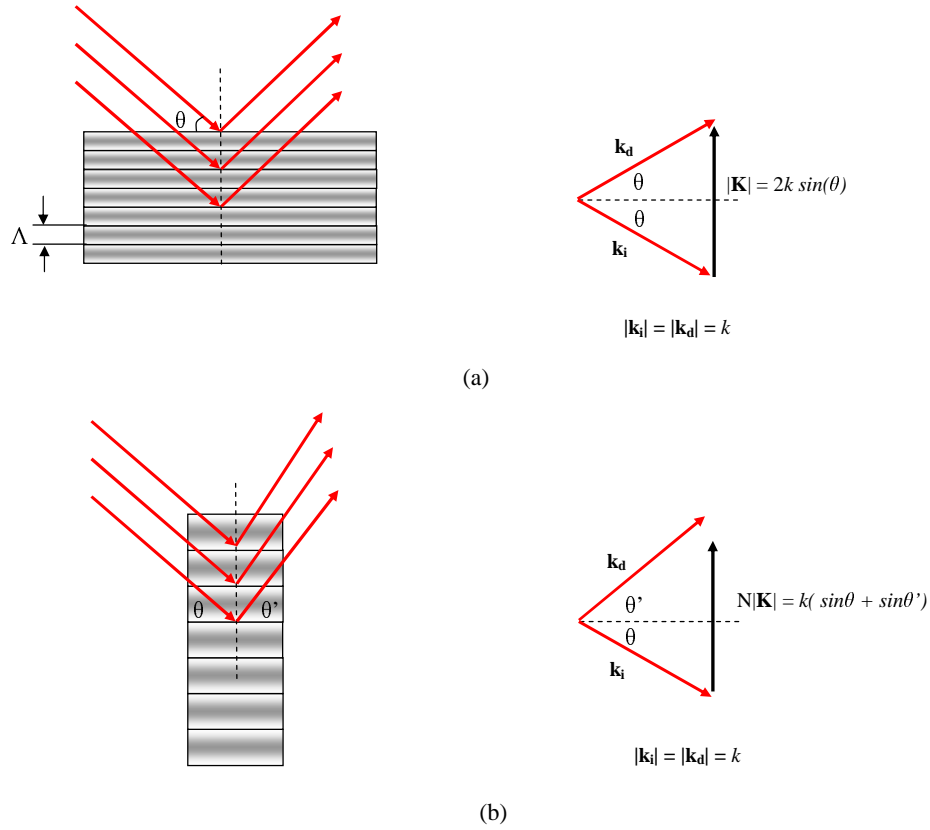 θ
Λ
k_d
θ
|K| = 2k sin(θ)
θ
k_i
|k_i| = |k_d| = k
(a)
θ θ’
k_d
θ’
N|K| = k( sinθ + sinθ’)
θ
k_i
|k_i| = |k_d| = k
(b)